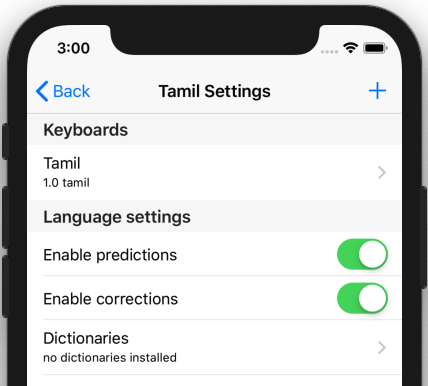 3:00
Back
Tamil Settings
Keyboards
Tamil
1.0 tamil
Language settings
Enable predictions
Enable corrections
Dictionaries
no dictionaries installed